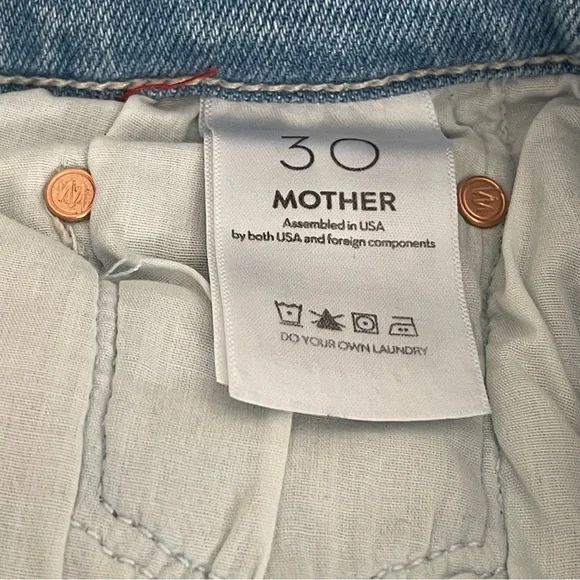 30
MOTHER
Assembled in USA
by both USA and foreign components
DO YOUR OWN LAUNDRY